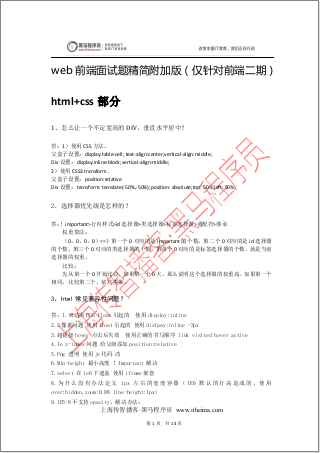 黑马程序员
www.itheima.com
改变中国IT教育，我们正在行动
web 前端面试题精简附加版（仅针对前端二期）
html+css 部分
1、怎么让一个不定宽高的 DIV，垂直水平居中？
答：1）使用 CSS 方法。
父盒子设置：display:table-cell; text-align:center;vertical-align:middle;
Div 设置：display:inline-block;vertical-align:middle;
2）使用 CSS3 transform。
父盒子设置：position:relative
Div 设置：transform: translate(-50%,-50%);position: absolute;top: 50%;left: 50%;
2、选择器优先级是怎样的？
答：！important>行内样式>id选择器>类选择器>标签选择器>通配符>继承
权重算法：
（0，0，0，0）==》第一个 0 对应的是 important 的个数，第二个 0 对应的是 id 选择器
的个数，第三个 0 对应的类选择器的个数，第四个 0 对应的是标签选择器的个数，就是当前
选择器的权重。
比较：
先从第一个 0 开始比较，如果第一个 0 大，那么说明这个选择器的权重高，如果第一个
相同，比较第二个，依次类推。
3、html 常见兼容性问题？
答：1.双边距 BUG float 引起的 使用 display:inline
2.3像素问题 使用 float 引起的 使用 dislpay:inline -3px
3.超链接 hover 点击后失效 使用正确的书写顺序 link visited hover active
4.Ie z-index 问题 给父级添加 position:relative
5.Png 透明 使用 js 代码 改
6.Min-height 最小高度 ！Important 解决
7.select 在 ie6 下遮盖 使用 iframe 嵌套
8.为什么没有办法定义 1px 左右的宽度容器（IE6 默认的行高造成的，使用
over:hidden,zoom:0.08 line-height:1px）
9.IE5-8 不支持 opacity，解决办法：
上海传智播客·黑马程序员 www.itheima.com
第 1 页 共 14 页
上海传智播客·黑马程序员